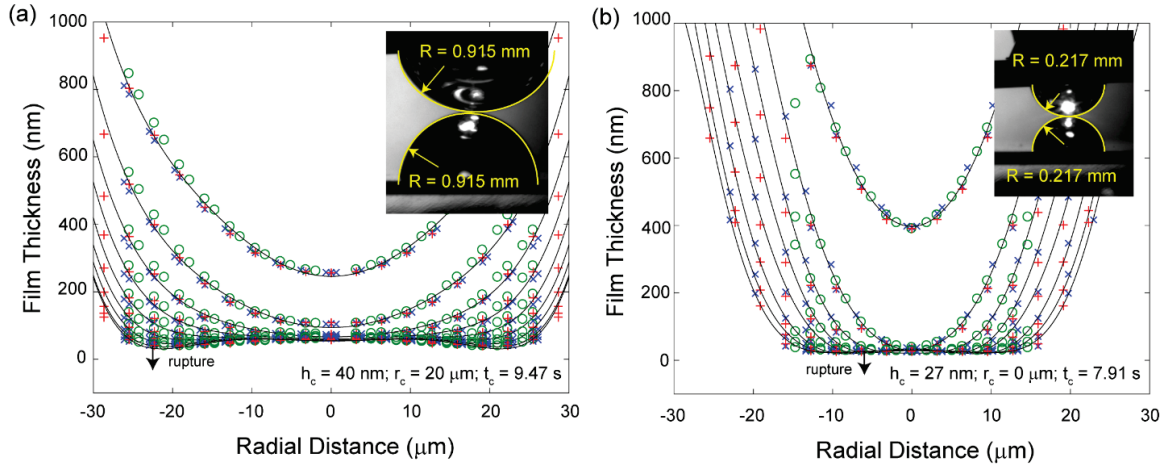 (a)
1000
800
600
400
200
0
Film Thickness (nm)
R = 0.915 mm
R = 0.915 mm
rupture
h_c = 40 nm; r_c = 20 μm; t_c = 9.47 s
-30 -20 -10 0 10 20 30
Radial Distance (μm)
(b)
1000
800
600
400
200
0
Film Thickness (nm)
R = 0.217 mm
R = 0.217 mm
rupture
h_c = 27 nm; r_c = 0 μm; t_c = 7.91 s
-30 -20 -10 0 10 20 30
Radial Distance (μm)